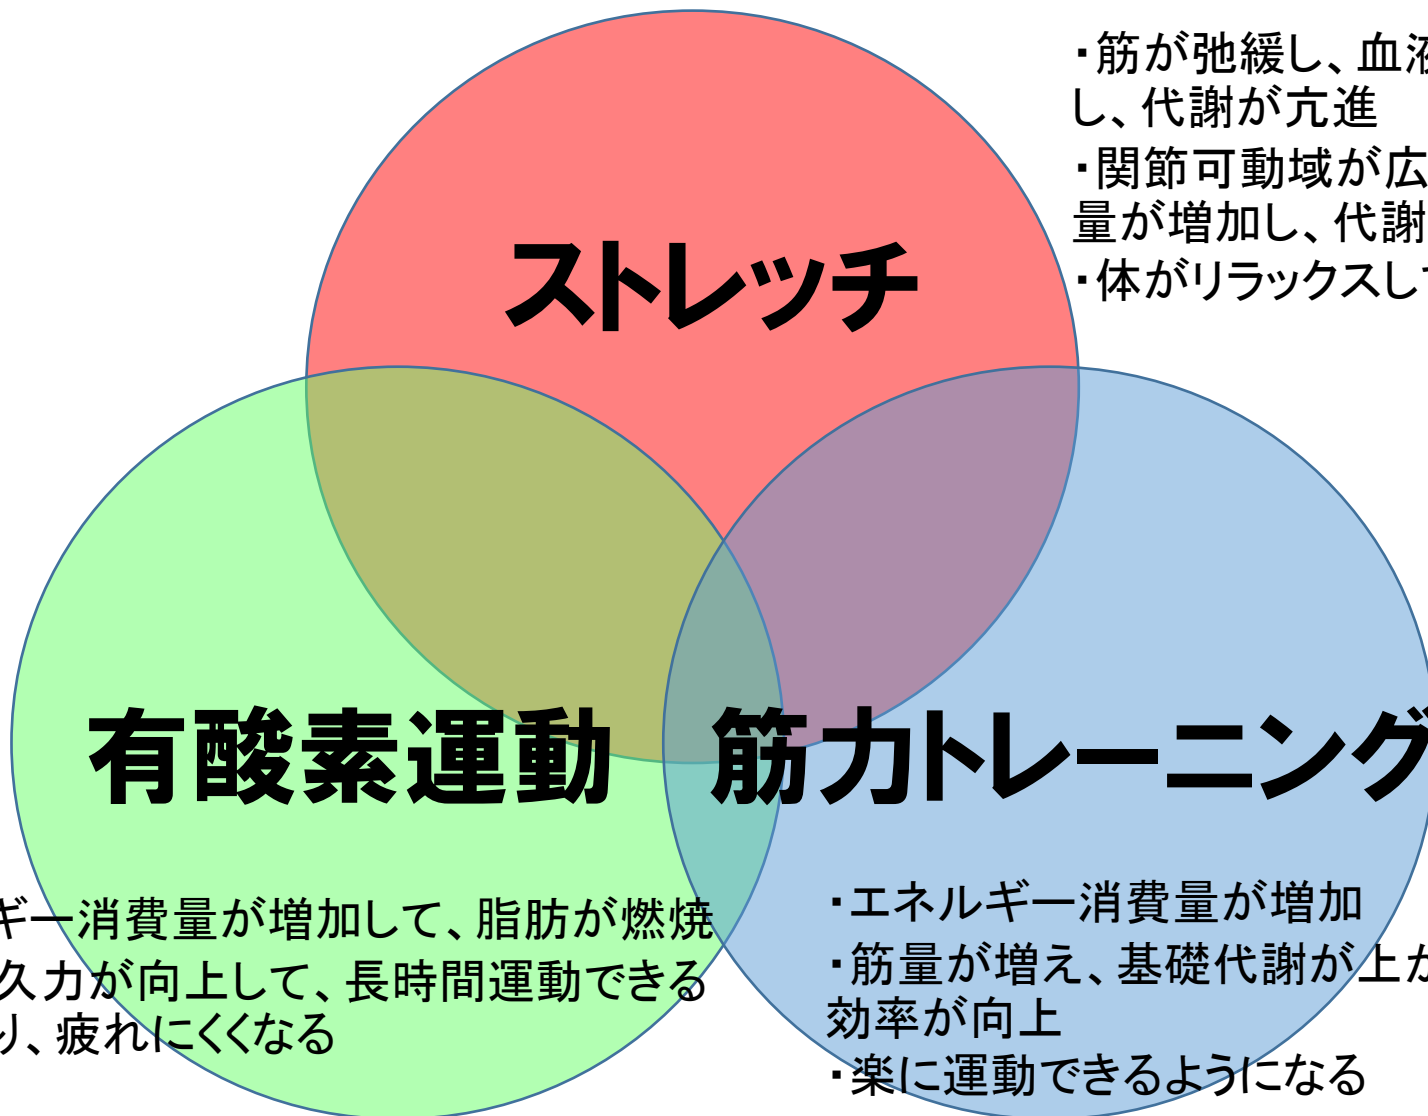 ・筋が弛緩し、血液
し、代謝が亢進
・関節可動域が広
量が増加し、代謝
・体がリラックスし
ストレッチ
有酸素運動
筋力トレーニング
ギー消費量が増加して、脂肪が燃焼
久力が向上して、長時間運動できる
り、疲れにくくなる
・エネルギー消費量が増加
・筋量が増え、基礎代謝が上が
効率が向上
・楽に運動できるようになる